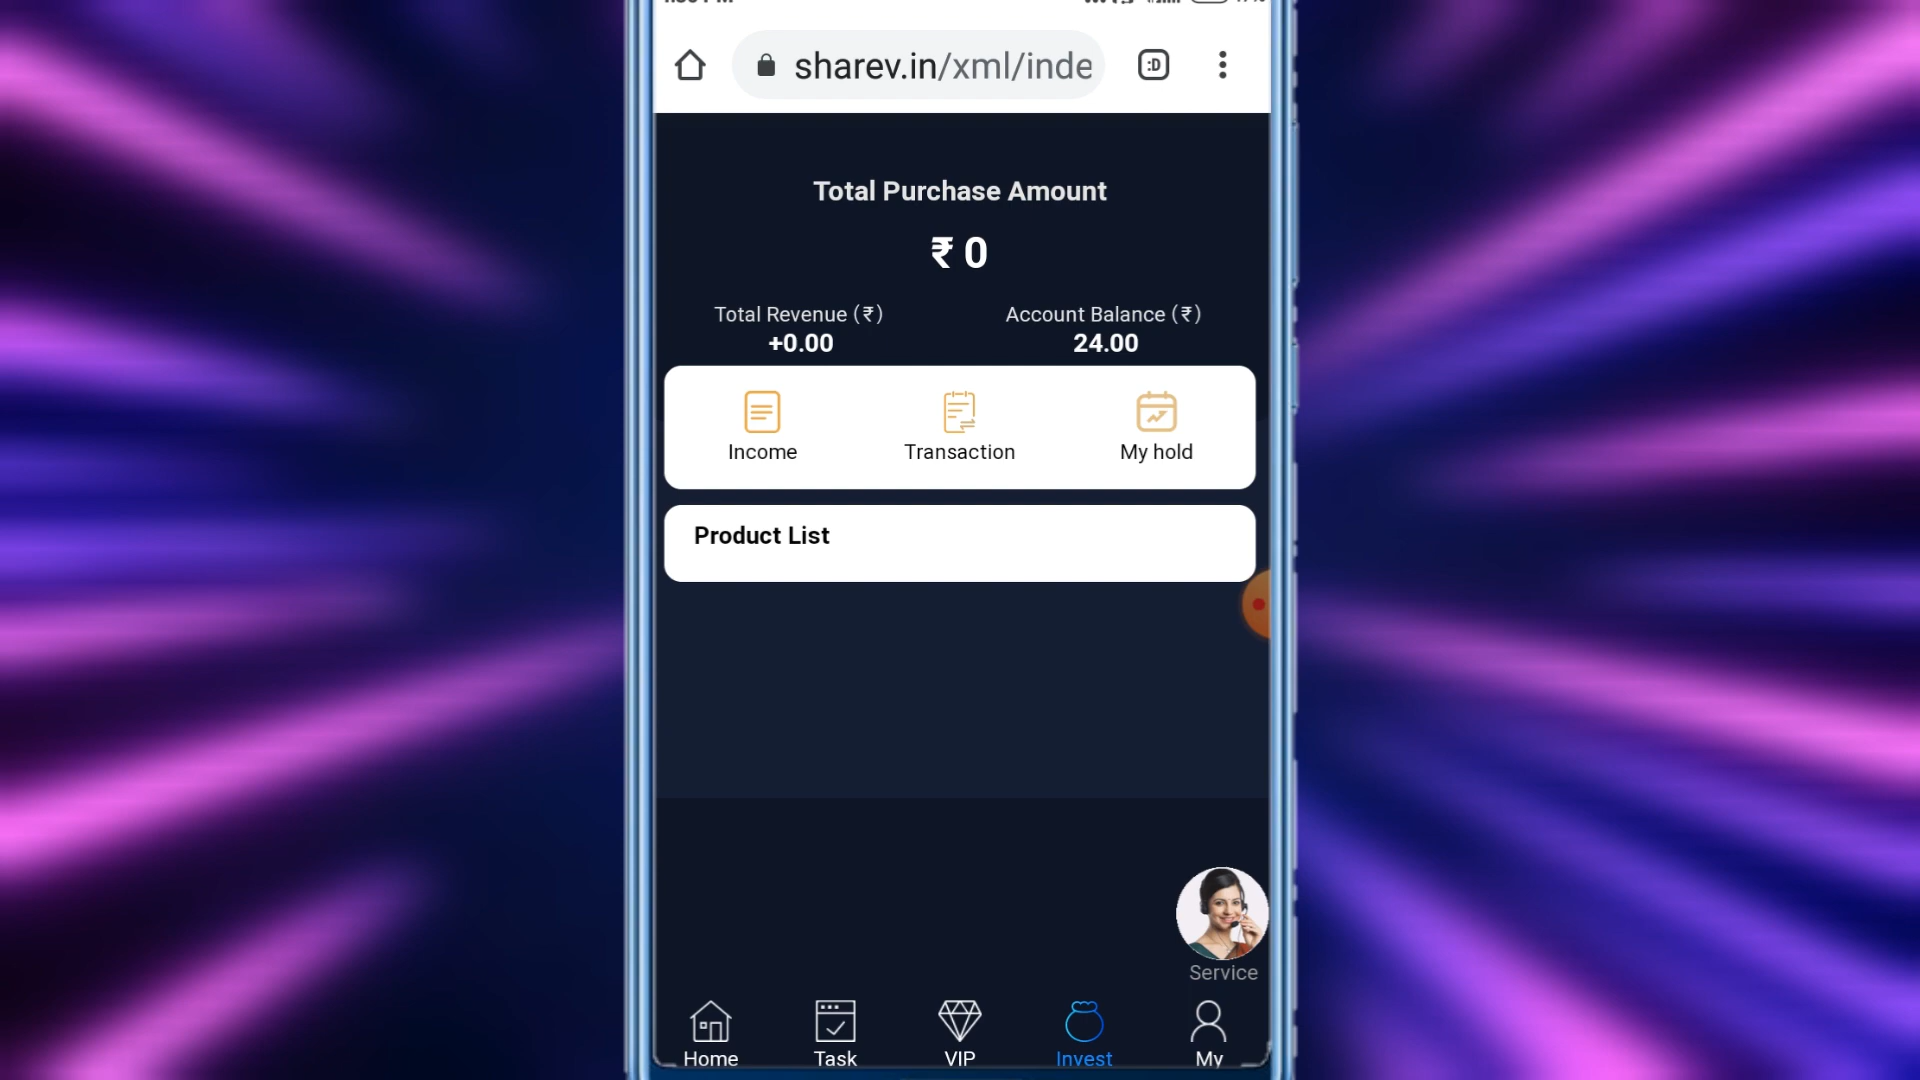 sharev.in/xml/inde
:D
Total Purchase Amount
₹ 0
Total Revenue (₹)
Account Balance (₹)
+0.00
24.00
Income
Transaction
My hold
Product List
Service
Home
Task
VIP
Invest
My